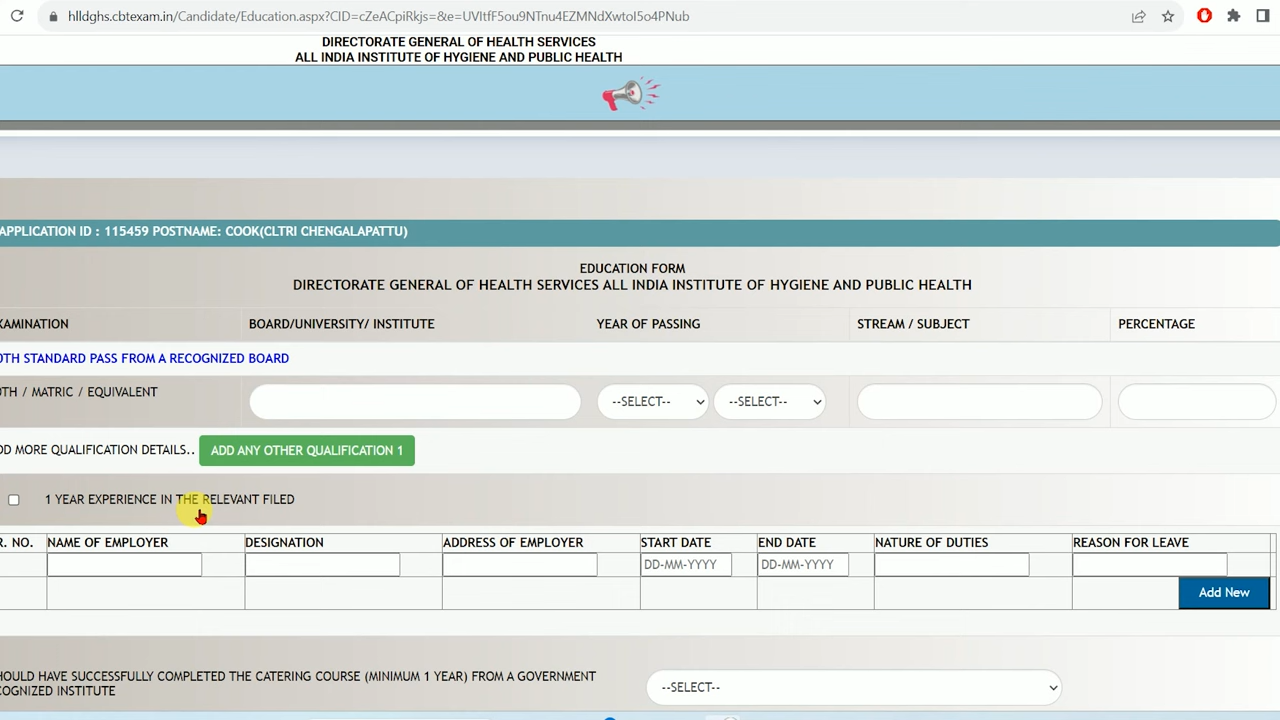 hlldghs.cbtexam.in/Candidate/Education.aspx?CID=cZeACpiRkjs=&e=UVItfF5ou9NTnu4EZMNdXwtoI5o4PNub
DIRECTORATE GENERAL OF HEALTH SERVICES
ALL INDIA INSTITUTE OF HYGIENE AND PUBLIC HEALTH
APPLICATION ID : 115459 POSTNAME: COOK(CLTRI CHENGALAPATTU)
EDUCATION FORM
DIRECTORATE GENERAL OF HEALTH SERVICES ALL INDIA INSTITUTE OF HYGIENE AND PUBLIC HEALTH
XAMINATION BOARD/UNIVERSITY/ INSTITUTE YEAR OF PASSING STREAM / SUBJECT PERCENTAGE
0TH STANDARD PASS FROM A RECOGNIZED BOARD
0TH / MATRIC / EQUIVALENT --SELECT-- --SELECT--
DD MORE QUALIFICATION DETAILS.. ADD ANY OTHER QUALIFICATION 1
1 YEAR EXPERIENCE IN THE RELEVANT FILED
R. NO. NAME OF EMPLOYER DESIGNATION ADDRESS OF EMPLOYER START DATE END DATE NATURE OF DUTIES REASON FOR LEAVE
DD-MM-YYYY DD-MM-YYYY
Add New
HOULD HAVE SUCCESSFULLY COMPLETED THE CATERING COURSE (MINIMUM 1 YEAR) FROM A GOVERNMENT
COGNIZED INSTITUTE --SELECT--